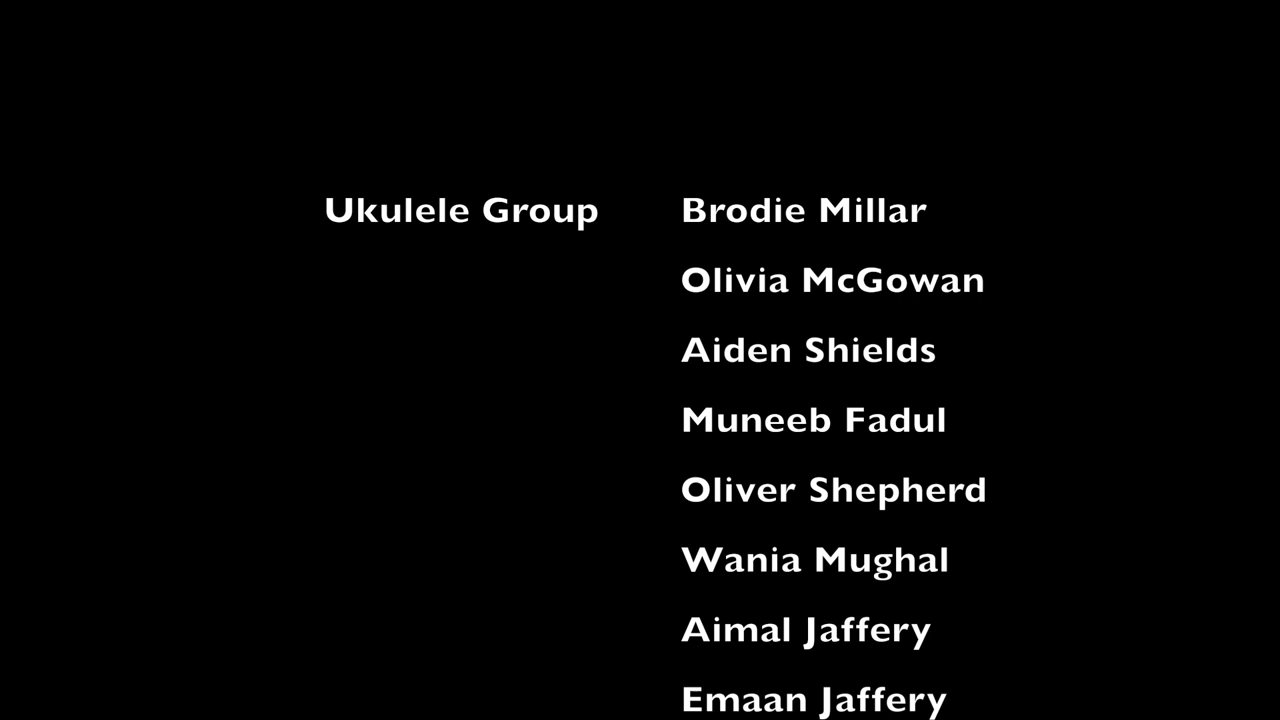 Ukulele Group Brodie Millar
Olivia McGowan
Aiden Shields
Muneeb Fadul
Oliver Shepherd
Wania Mughal
Aimal Jaffery
Emaan Jaffery